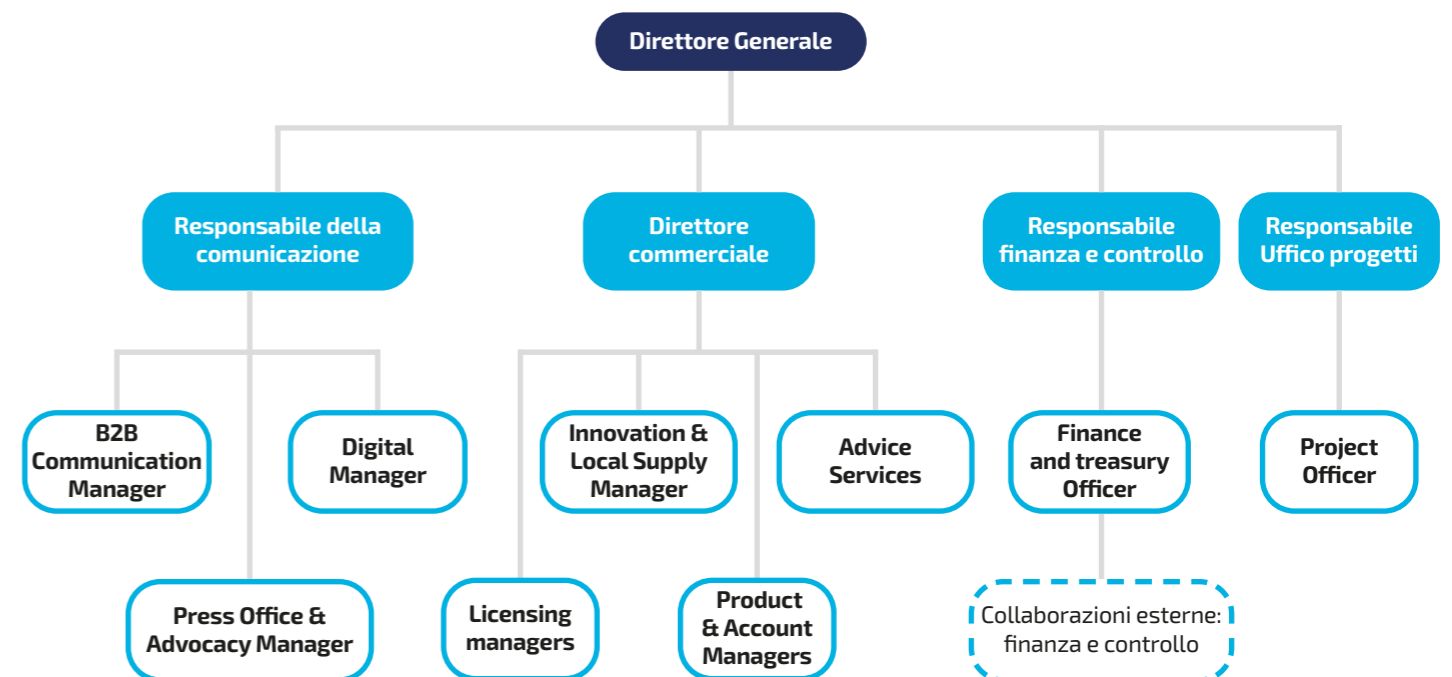 Direttore Generale
Responsabile della
comunicazione
Direttore
commerciale
Responsabile
finanza e controllo
Responsabile
Uffico progetti
B2B
Communication
Manager
Digital
Manager
Innovation &
Local Supply
Manager
Advice
Services
Finance
and treasury
Officer
Project
Officer
Press Office &
Advocacy Manager
Licensing
managers
Product
& Account
Managers
Collaborazioni esterne:
finanza e controllo